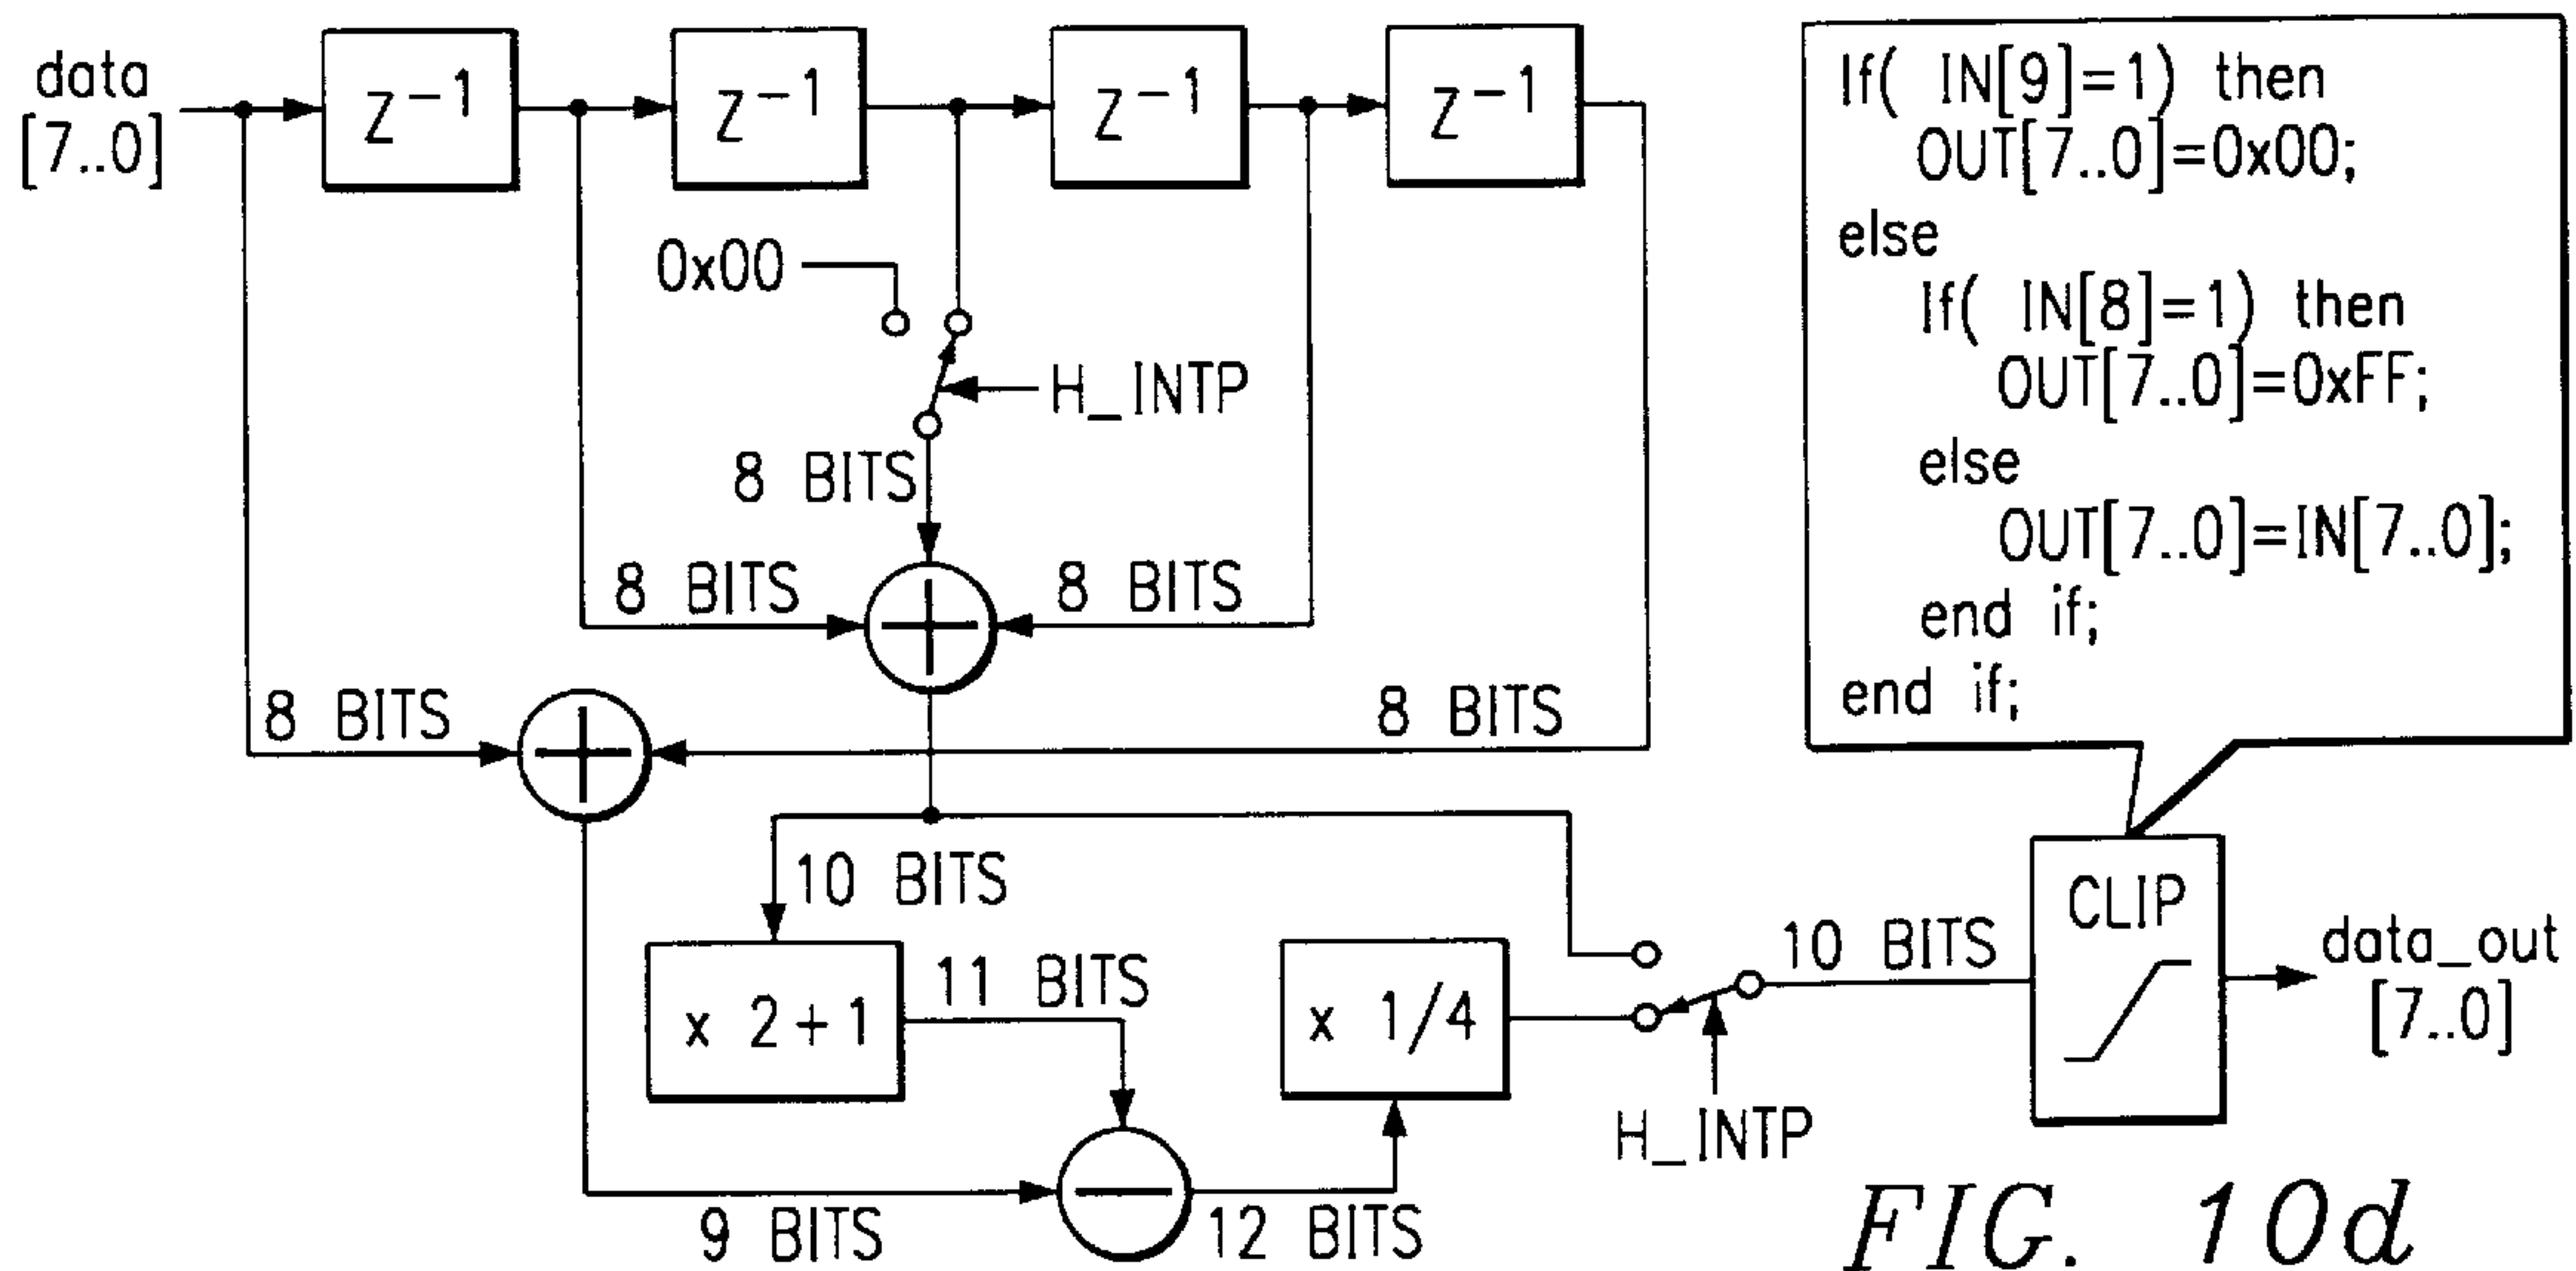 data
[7..0]
Z⁻¹
Z⁻¹
Z⁻¹
Z⁻¹
0x00
H_INTP
8 BITS
8 BITS
8 BITS
8 BITS
8 BITS
10 BITS
x 2+1
11 BITS
x 1/4
9 BITS
12 BITS
H_INTP
10 BITS
CLIP
data_out
[7..0]
If( IN[9]=1) then
OUT[7..0]=0x00;
else
If( IN[8]=1) then
OUT[7..0]=0xFF;
else
OUT[7..0]=IN[7..0];
end if;
end if;
FIG. 10d